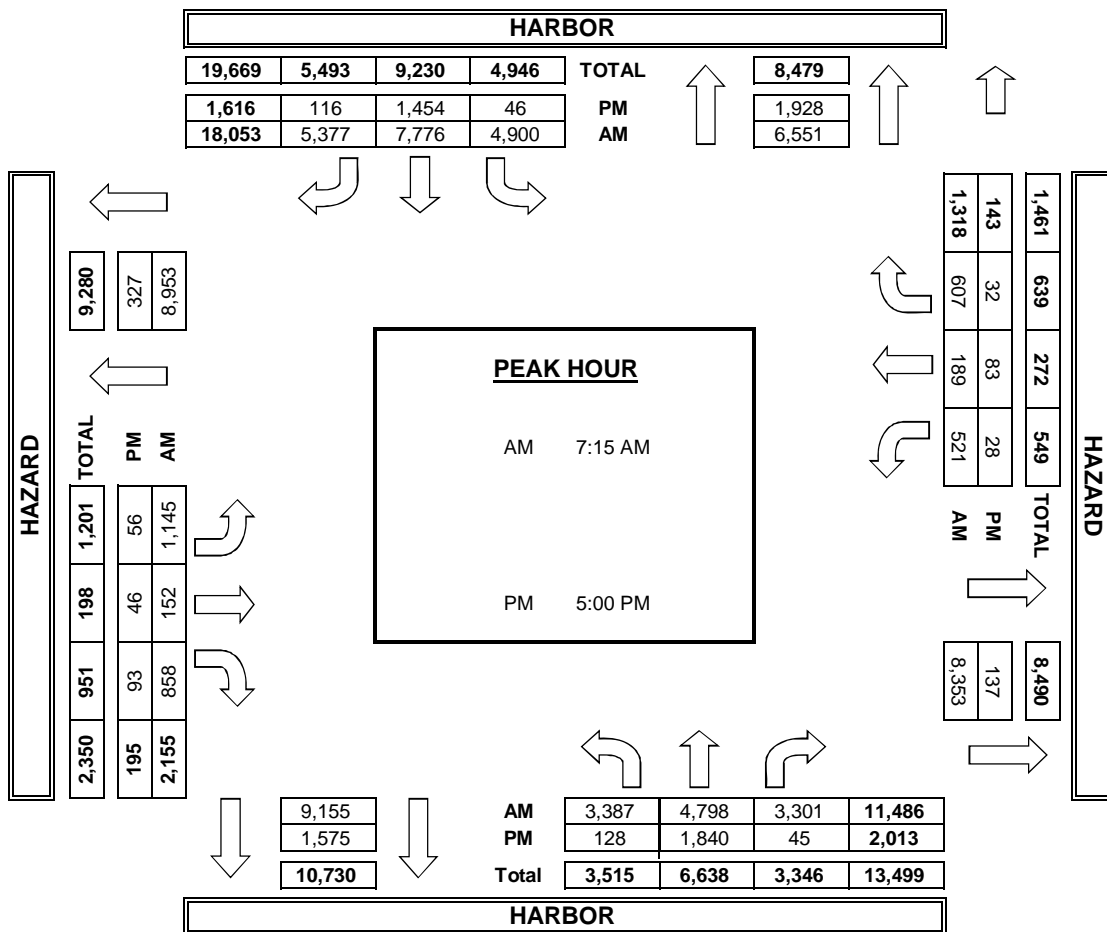 HARBOR
19,669 5,493 9,230 4,946 TOTAL 8,479
1,616 116 1,454 46 PM 1,928
18,053 5,377 7,776 4,900 AM 6,551
HAZARD
9,280
327
8,953
TOTAL 1,201 198 951 2,350
PM 56 46 93 195
AM 1,145 152 858 2,155
PEAK HOUR
AM 7:15 AM
PM 5:00 PM
1,461 639 272 549 TOTAL
143 32 83 28 PM
1,318 607 189 521 AM
8,490
137
8,353
HAZARD
9,155 AM 3,387 4,798 3,301 11,486
1,575 PM 128 1,840 45 2,013
10,730 Total 3,515 6,638 3,346 13,499
HARBOR